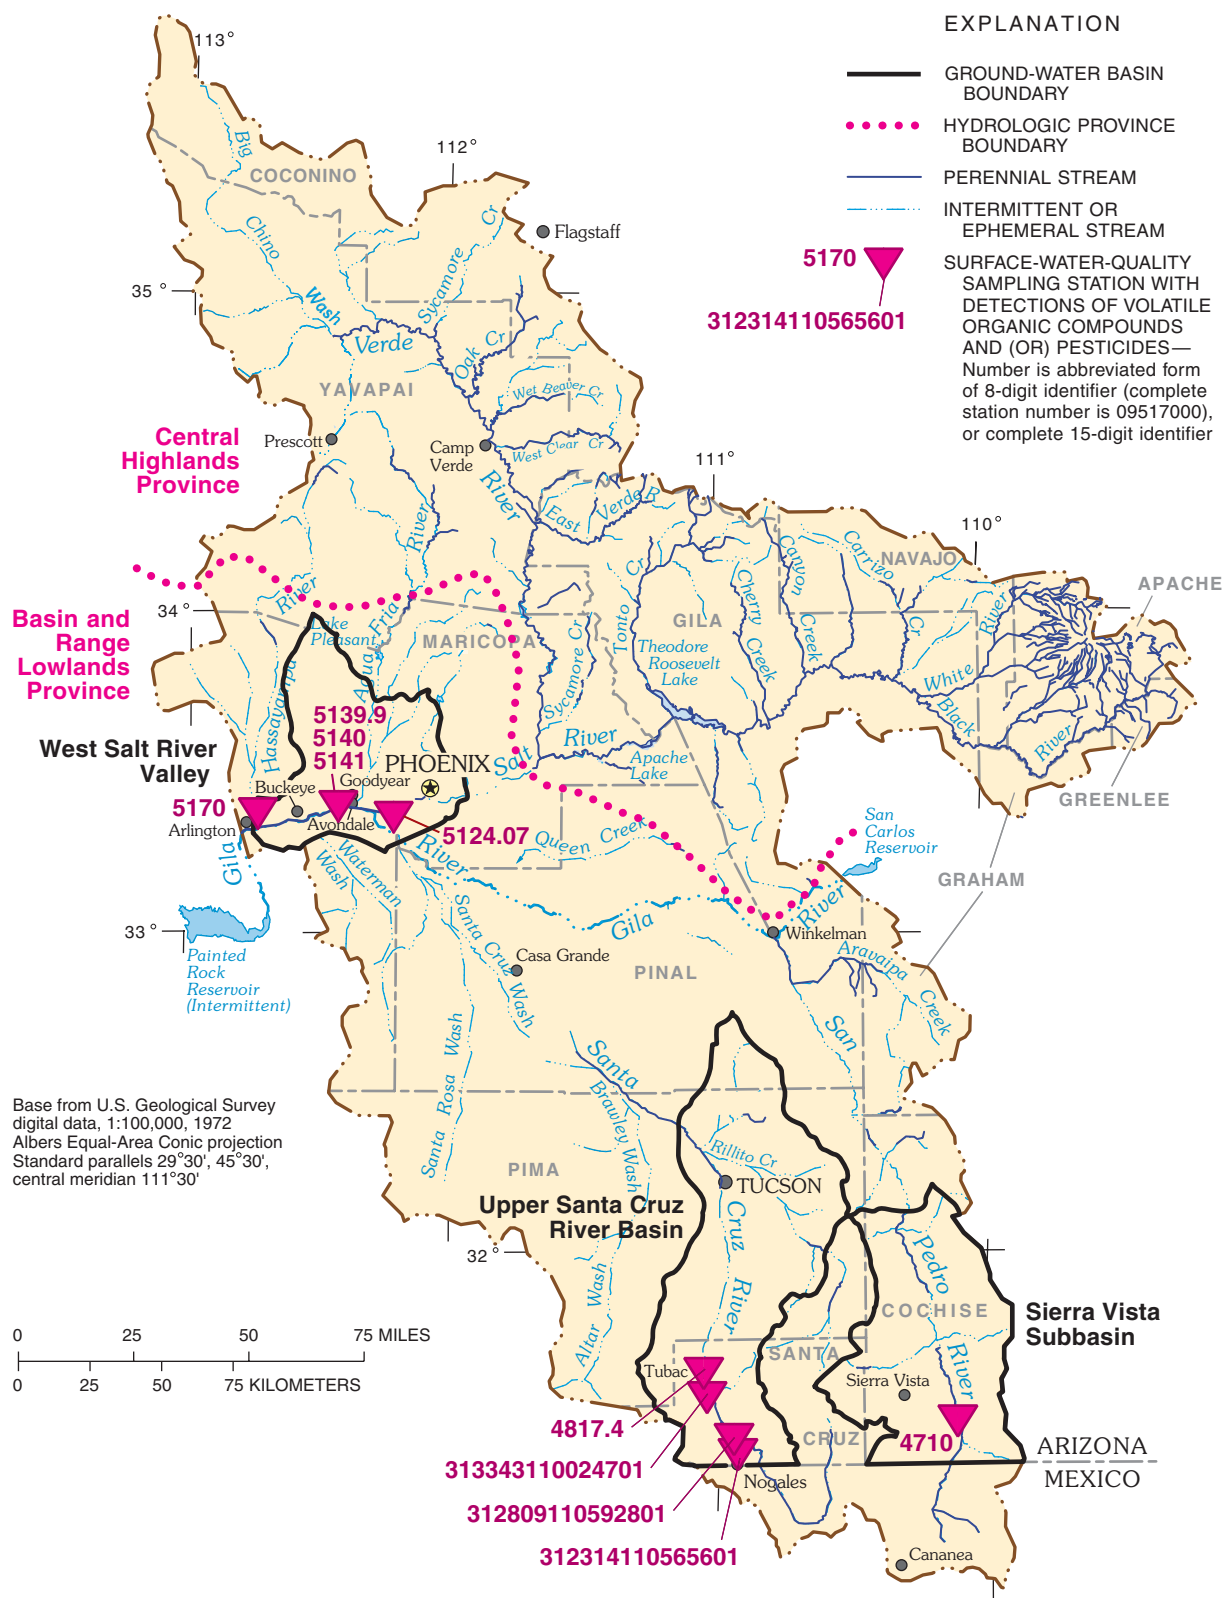 EXPLANATION
GROUND-WATER BASIN
BOUNDARY
HYDROLOGIC PROVINCE
BOUNDARY
PERENNIAL STREAM
INTERMITTENT OR
EPHEMERAL STREAM
5170
312314110565601
SURFACE-WATER-QUALITY
SAMPLING STATION WITH
DETECTIONS OF VOLATILE
ORGANIC COMPOUNDS
AND (OR) PESTICIDES—
Number is abbreviated form
of 8-digit identifier (complete
station number is 09517000),
or complete 15-digit identifier
113°
112°
111°
110°
35 °
34 °
33 °
32 °
Big
Chino
Wash
COCONINO
Sycamore
Cr
Flagstaff
Verde
Oak Cr
YAVAPAI
Wet Beaver Cr
West Clear Cr
Prescott
Camp
Verde
River
Central
Highlands
Province
East
Verde R
River
River
Basin and
Range
Lowlands
Province
Lake
Pleasant
Agua Fria
Hassayampa
MARICOPA
Sycamore Cr
Tonto
Cr
GILA
Theodore
Roosevelt
Lake
Cherry
Creek
Canyon
Creek
Carrizo
Cr
NAVAJO
APACHE
White
River
Black
River
GREENLEE
GRAHAM
West Salt River
Valley
5139.9
5140
5141
PHOENIX
Salt
River
Apache
Lake
5170
Buckeye
Goodyear
Arlington
Avondale
5124.07
Queen Creek
San
Carlos
Reservoir
Gila
River
Waterman
Wash
Santa Cruz
Wash
Gila
River
Winkelman
Painted
Rock
Reservoir
(Intermittent)
Casa Grande
PINAL
Aravaipa
Creek
San
Santa Rosa Wash
Santa
Brawley Wash
Base from U.S. Geological Survey
digital data, 1:100,000, 1972
Albers Equal-Area Conic projection
Standard parallels 29°30', 45°30',
central meridian 111°30'
PIMA
Rillito Cr
TUCSON
Upper Santa Cruz
River Basin
Cruz
River
Altar Wash
Pedro
River
COCHISE
Sierra Vista
Subbasin
SANTA
CRUZ
Tubac
Sierra Vista
4817.4
313343110024701
312809110592801
312314110565601
4710
Nogales
ARIZONA
MEXICO
Cananea
0 25 50 75 MILES
0 25 50 75 KILOMETERS